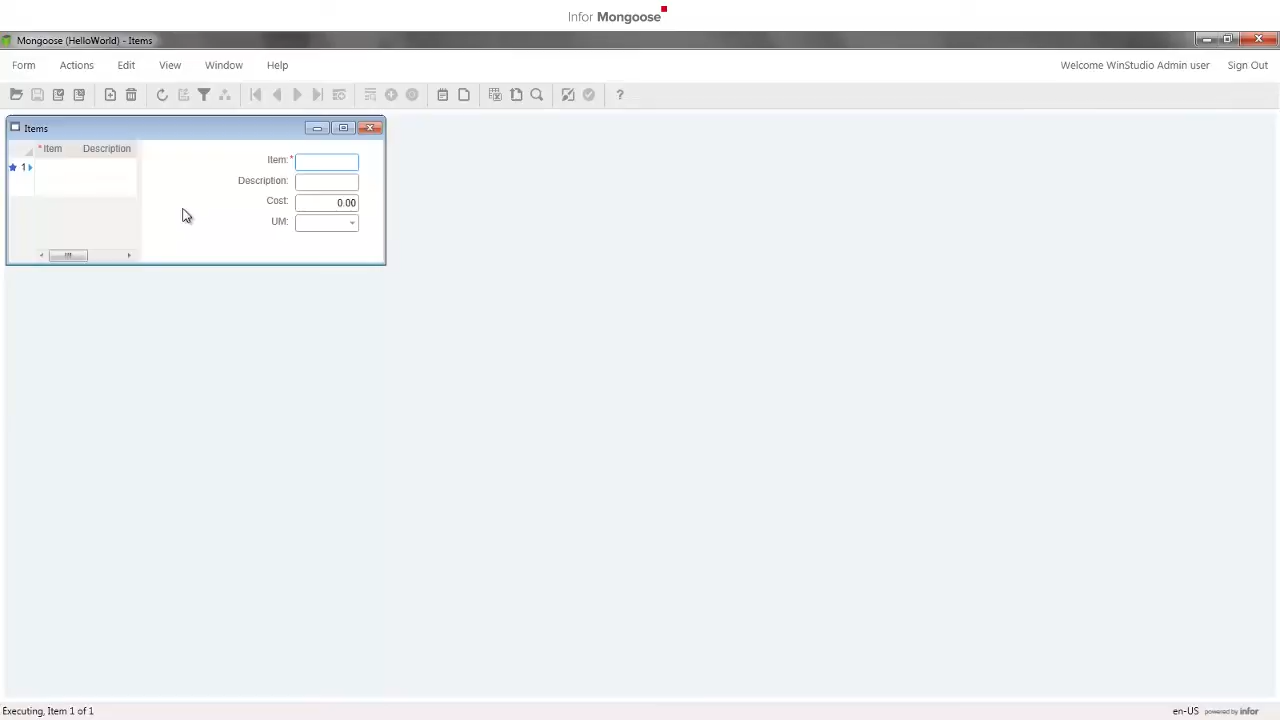 Infor Mongoose
Mongoose (HelloWorld) - Items
Form Actions Edit View Window Help Welcome WinStudio Admin user Sign Out
?
Items
*Item Description
1
Item:*
Description:
Cost: 0.00
UM:
Executing, Item 1 of 1 en-US powered by infor